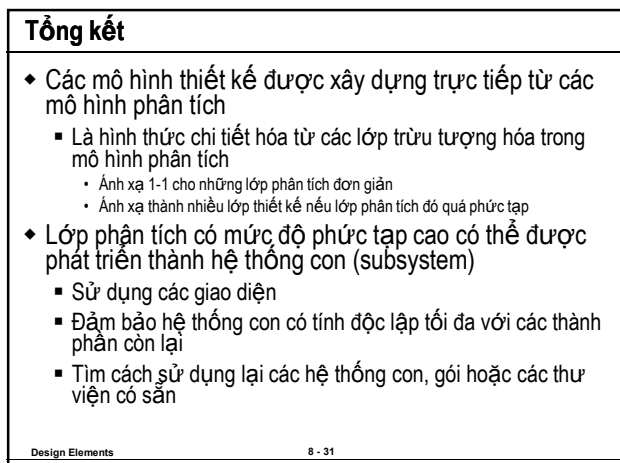 Tổng kết
◆ Các mô hình thiết kế được xây dựng trực tiếp từ các
mô hình phân tích
▪ Là hình thức chi tiết hóa từ các lớp trừu tượng hóa trong
mô hình phân tích
• Ánh xạ 1-1 cho những lớp phân tích đơn giản
• Ánh xạ thành nhiều lớp thiết kế nếu lớp phân tích đó quá phức tạp
◆ Lớp phân tích có mức độ phức tạp cao có thể được
phát triển thành hệ thống con (subsystem)
▪ Sử dụng các giao diện
▪ Đảm bảo hệ thống con có tính độc lập tối đa với các thành
phần còn lại
▪ Tìm cách sử dụng lại các hệ thống con, gói hoặc các thư
viện có sẵn
Design Elements 8 - 31